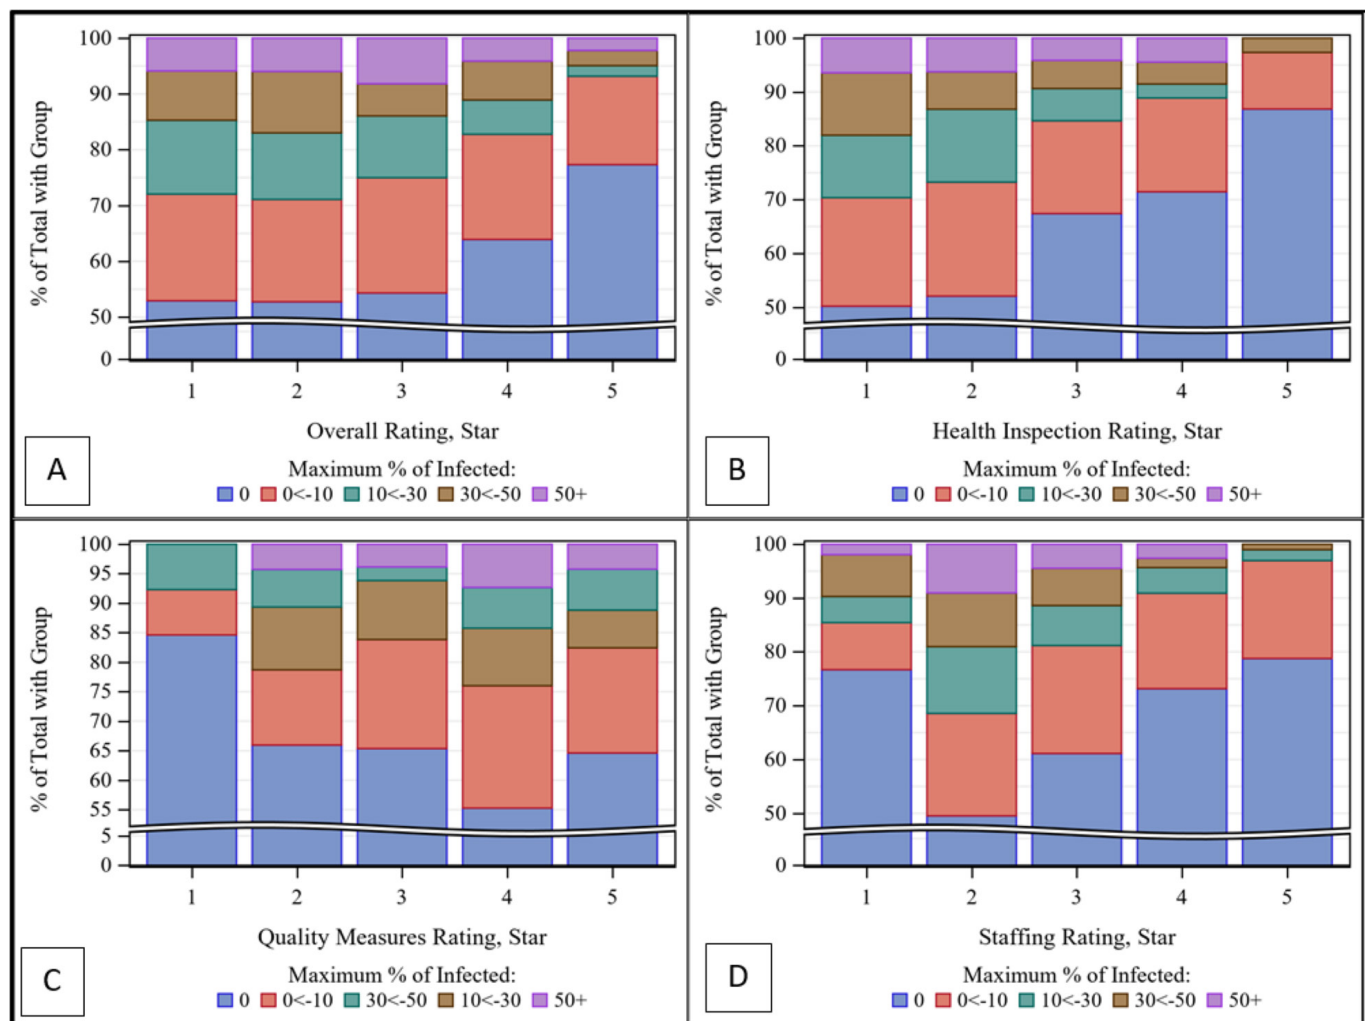 100
90
80
70
60
50
0
% of Total with Group
1 2 3 4 5
Overall Rating, Star
A
Maximum % of Infected:
0 0<-10 10<-30 30<-50 50+
100
90
80
70
60
50
0
% of Total with Group
1 2 3 4 5
Health Inspection Rating, Star
B
Maximum % of Infected:
0 0<-10 10<-30 30<-50 50+
100
95
90
85
80
75
70
65
60
55
5
0
% of Total with Group
1 2 3 4 5
Quality Measures Rating, Star
C
Maximum % of Infected:
0 0<-10 30<-50 10<-30 50+
100
90
80
70
60
50
0
% of Total with Group
1 2 3 4 5
Staffing Rating, Star
D
Maximum % of Infected:
0 0<-10 10<-30 30<-50 50+